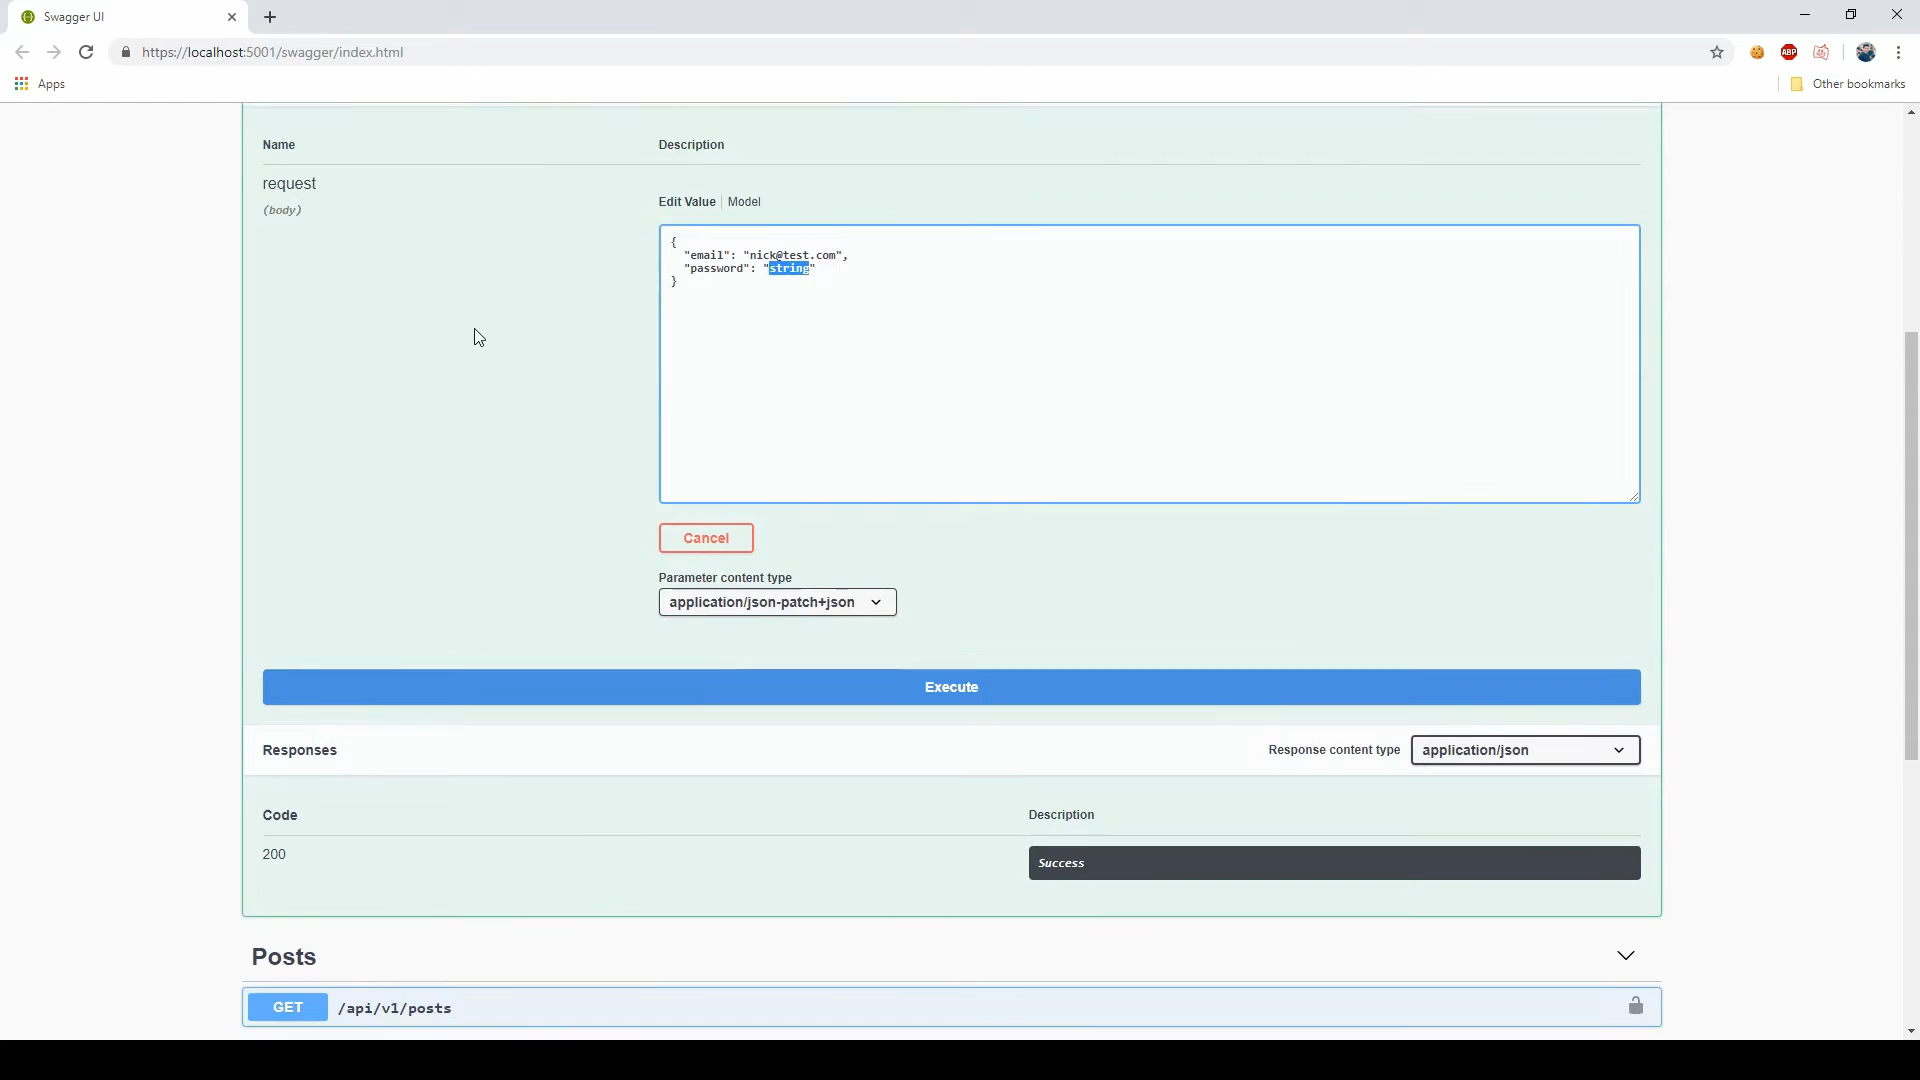 Swagger UI
https://localhost:5001/swagger/index.html
ABP
Apps
Other bookmarks
Name
Description
request
(body)
Edit Value
Model
{
"email": "nick@test.com",
"password": "string"
}
Cancel
Parameter content type
application/json-patch+json
Execute
Responses
Response content type
application/json
Code
Description
200
Success
Posts
GET
/api/v1/posts